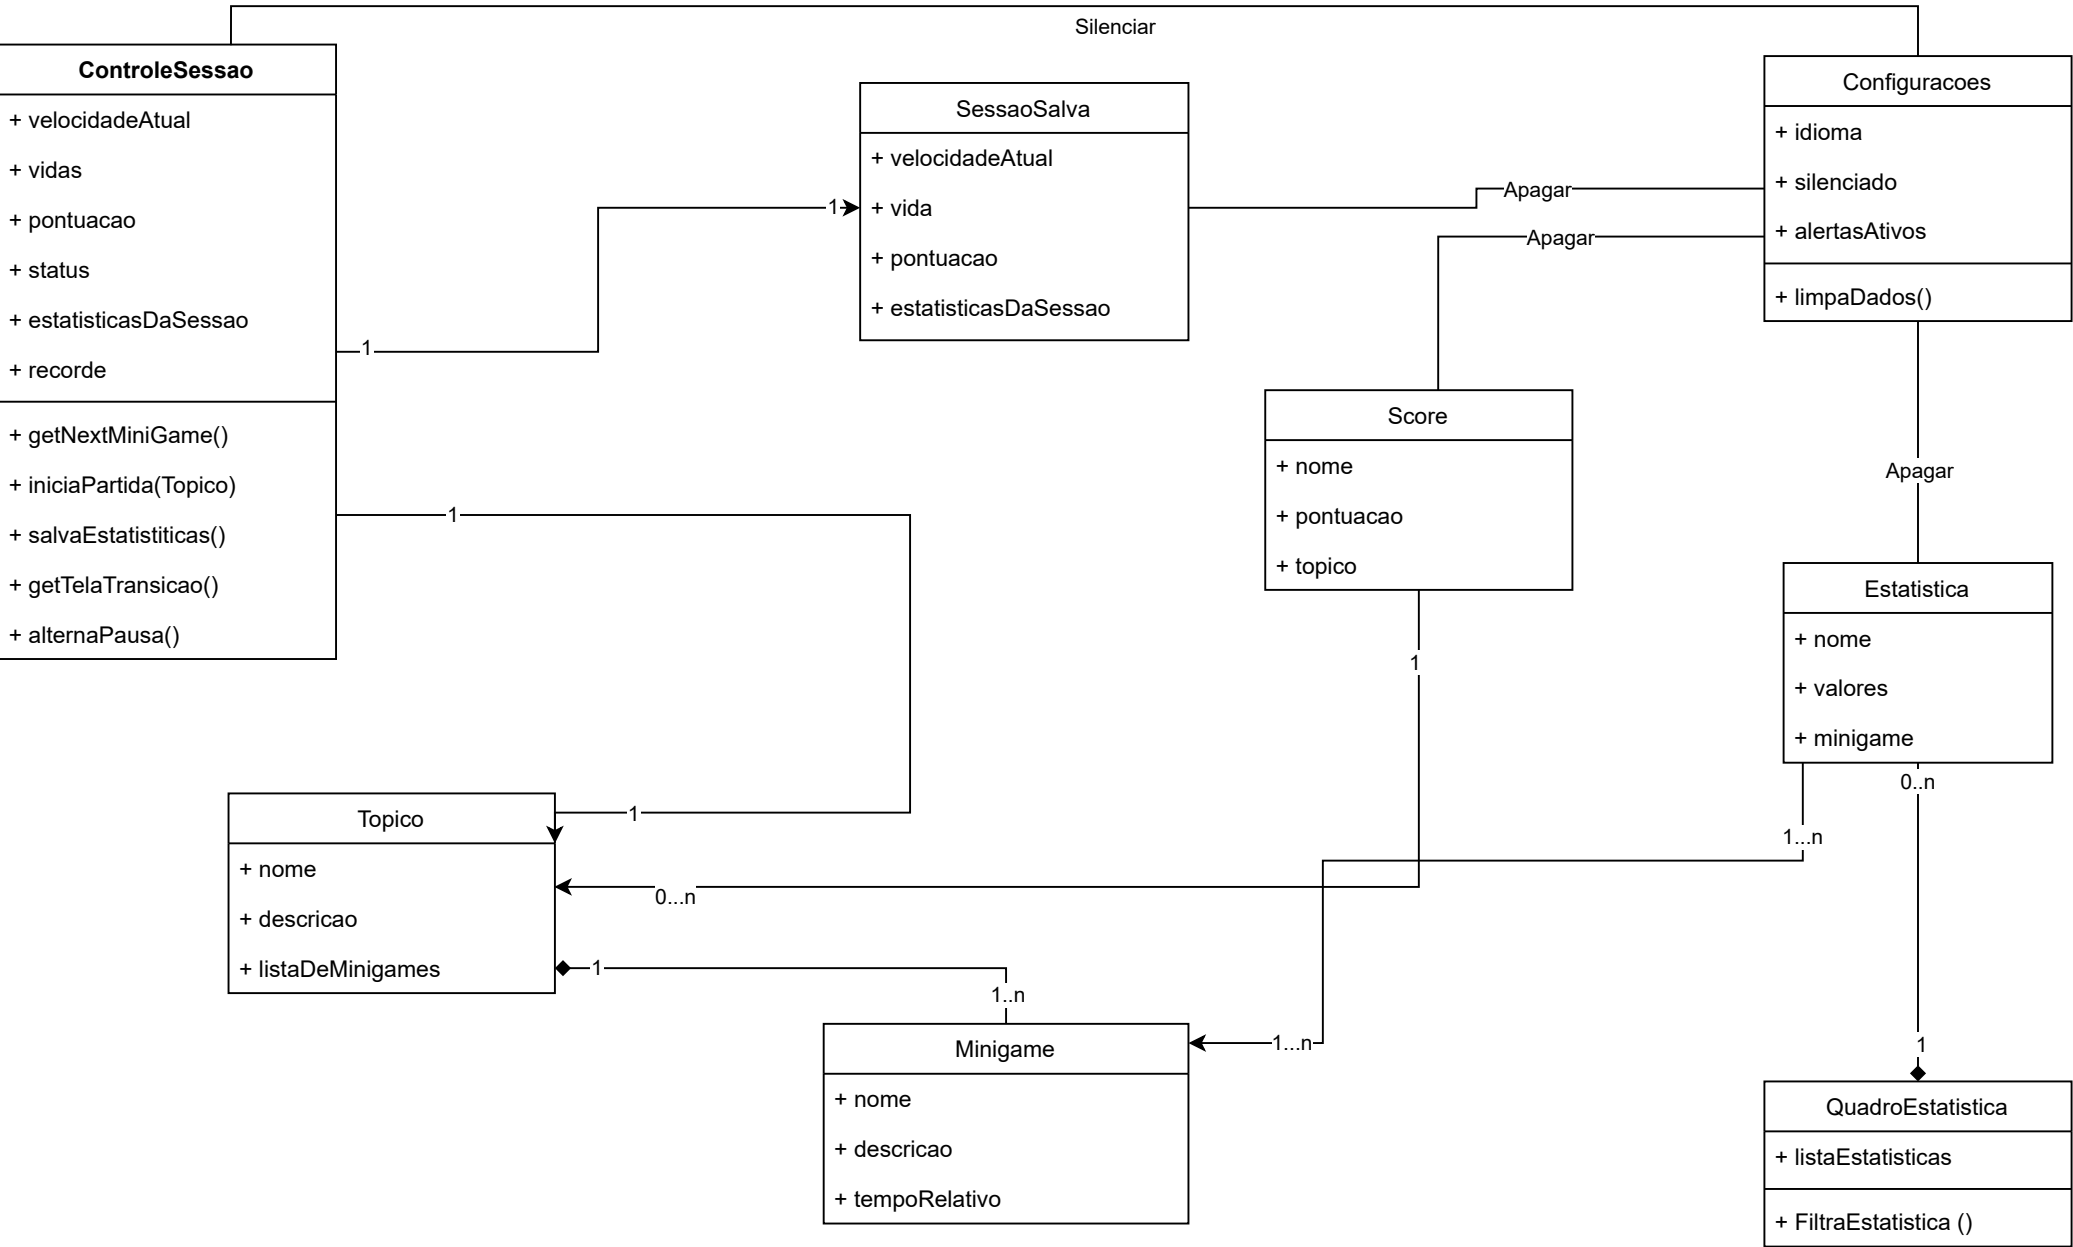 Silenciar
ControleSessao
+ velocidadeAtual
+ vidas
+ pontuacao
+ status
+ estatisticasDaSessao
+ recorde
+ getNextMiniGame()
+ iniciaPartida(Topico)
+ salvaEstatistiticas()
+ getTelaTransicao()
+ alternaPausa()
1
1
SessaoSalva
+ velocidadeAtual
+ vida
+ pontuacao
+ estatisticasDaSessao
Apagar
Apagar
Configuracoes
+ idioma
+ silenciado
+ alertasAtivos
+ limpaDados()
Apagar
Score
+ nome
+ pontuacao
+ topico
1
Estatistica
+ nome
+ valores
+ minigame
0..n
1...n
1
1
Topico
+ nome
+ descricao
+ listaDeMinigames
0...n
1
1..n
Minigame
+ nome
+ descricao
+ tempoRelativo
1...n
1
QuadroEstatistica
+ listaEstatisticas
+ FiltraEstatistica ()